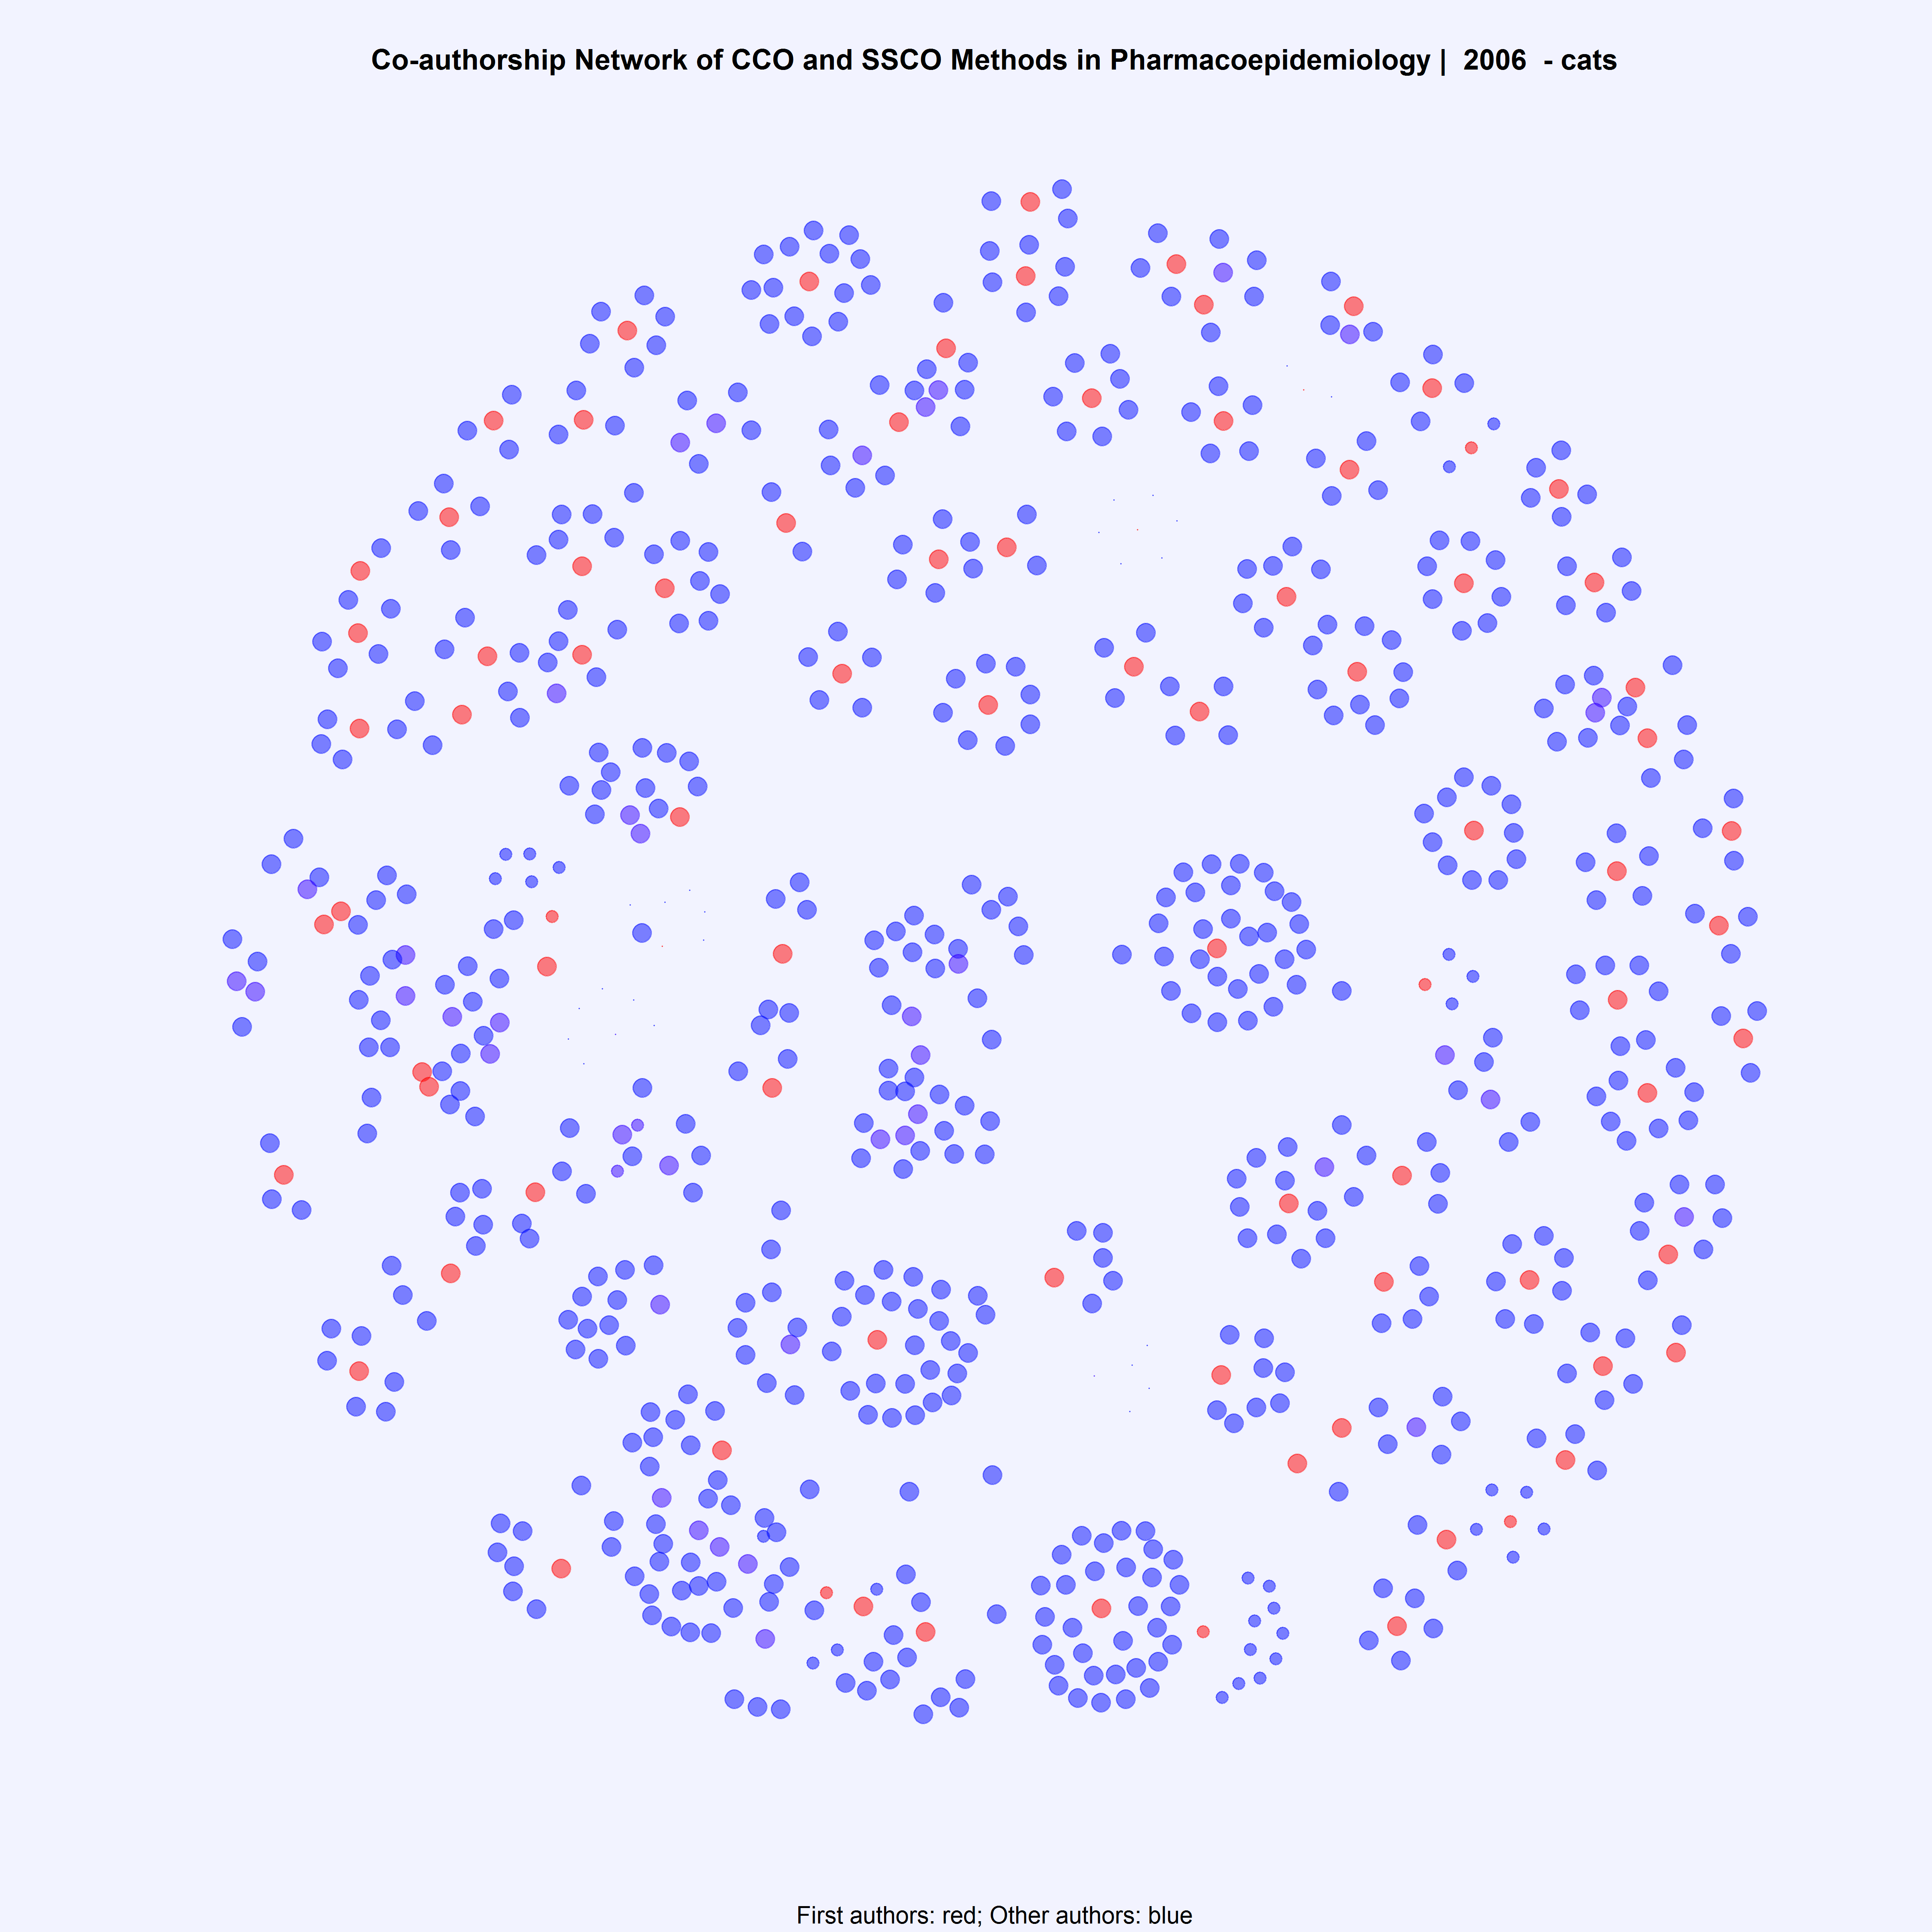 Co-authorship Network of CCO and SSCO Methods in Pharmacoepidemiology |  2006  - cats
First authors: red; Other authors: blue